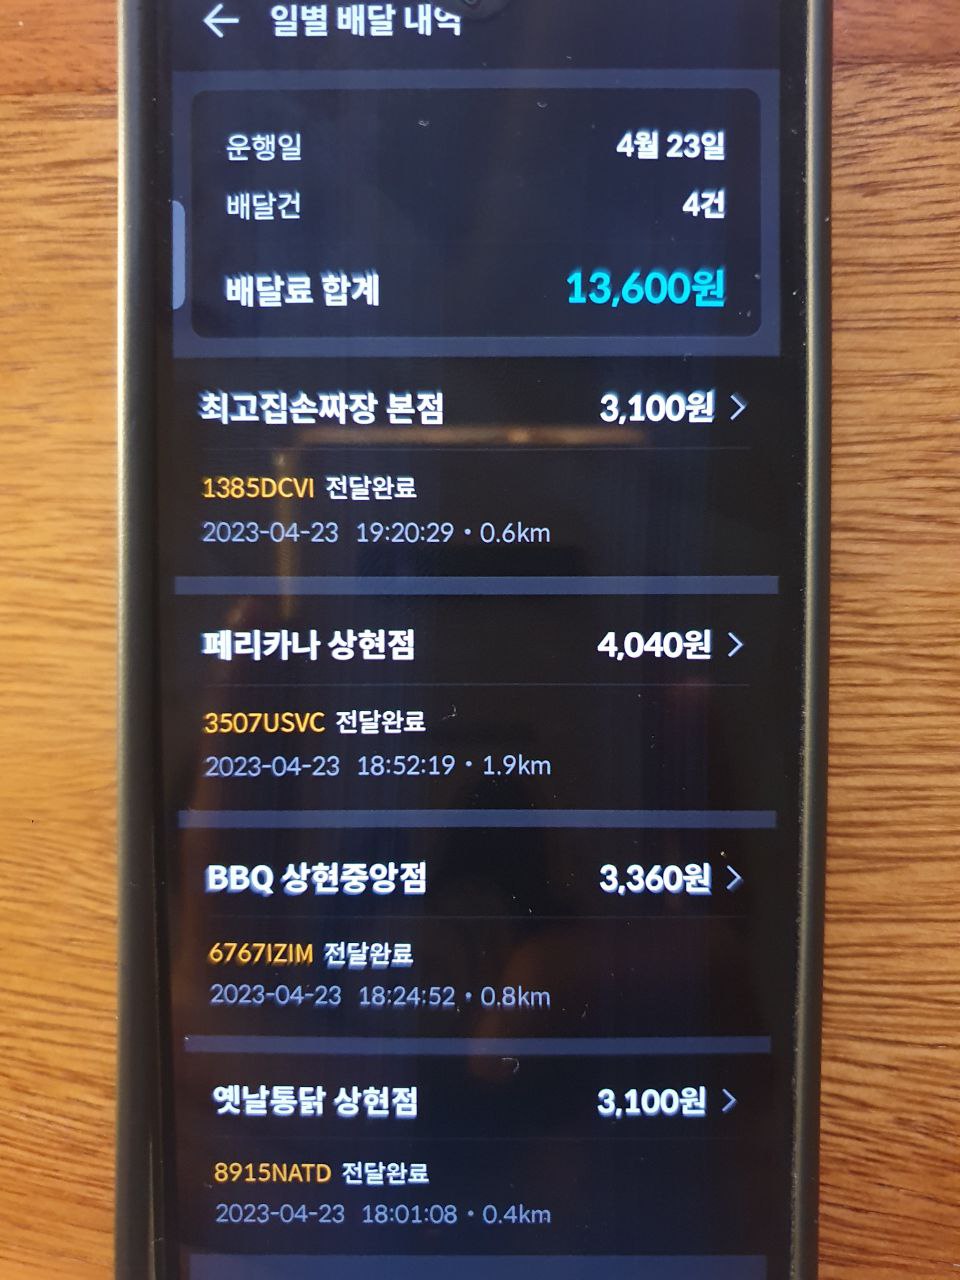 일별 배달 내역
운행일 4월 23일
배달건 4건
배달료 합계 13,600원
최고집손짜장 본점 3,100원
1385DCVI 전달완료
2023-04-23 19:20:29 • 0.6km
페리카나 상현점 4,040원
3507USVC 전달완료
2023-04-23 18:52:19 • 1.9km
BBQ 상현중앙점 3,360원
6767IZIM 전달완료
2023-04-23 18:24:52 • 0.8km
옛날통닭 상현점 3,100원
8915NATD 전달완료
2023-04-23 18:01:08 • 0.4km